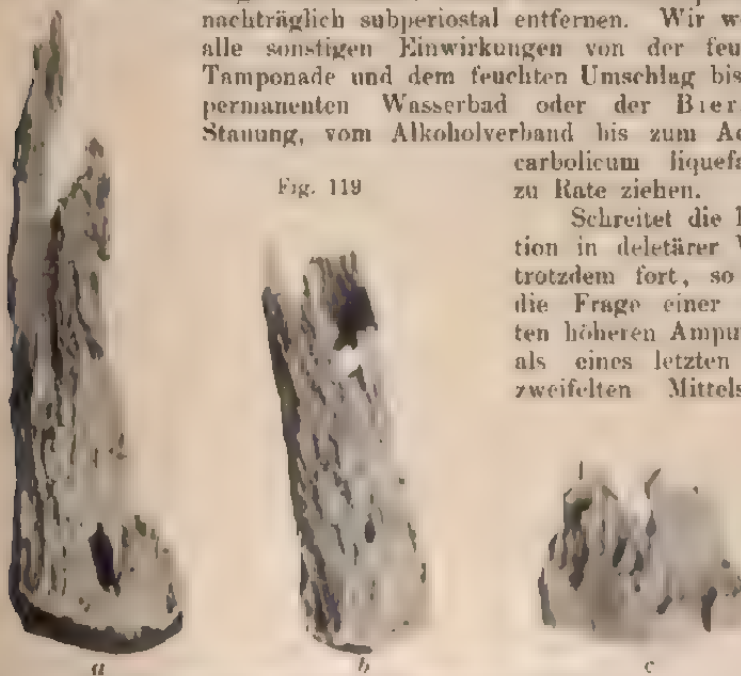 nachträglich subperiostal entfernen. Wir we
alle sonstigen Einwirkungen von der feu
Tamponade und dem feuchten Umschlag bis
permanenten Wasserbad oder der Bier
Stauung, vom Alkoholverband bis zum Ac
carbolicum liquefa
zu Rate ziehen.
Fig. 119
Schreitet die
tion in deletärer
trotzdem fort, so
die Frage einer
ten höheren Ampu
als eines letzten
zweifelten Mittels
a
b
c